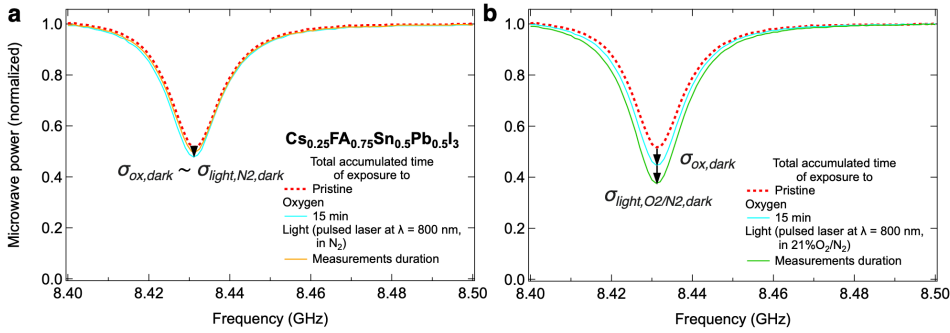 a
1.0
0.8
0.6
0.4
0.2
0.0
Microwave power (normalized)
8.40
8.42
8.44
8.46
8.48
8.50
Frequency (GHz)
σox,dark ~ σlight,N2,dark
Cs0.25FA0.75Sn0.5Pb0.5I3
Total accumulated time
of exposure to
Pristine
Oxygen
15 min
Light (pulsed laser at λ = 800 nm,
in N2)
Measurements duration
b
1.0
0.8
0.6
0.4
0.2
0.0
8.40
8.42
8.44
8.46
8.48
8.50
Frequency (GHz)
σox,dark
σlight,O2/N2,dark
Total accumulated time
of exposure to
Pristine
Oxygen
15 min
Light (pulsed laser at λ = 800 nm,
in 21%O2/N2)
Measurements duration